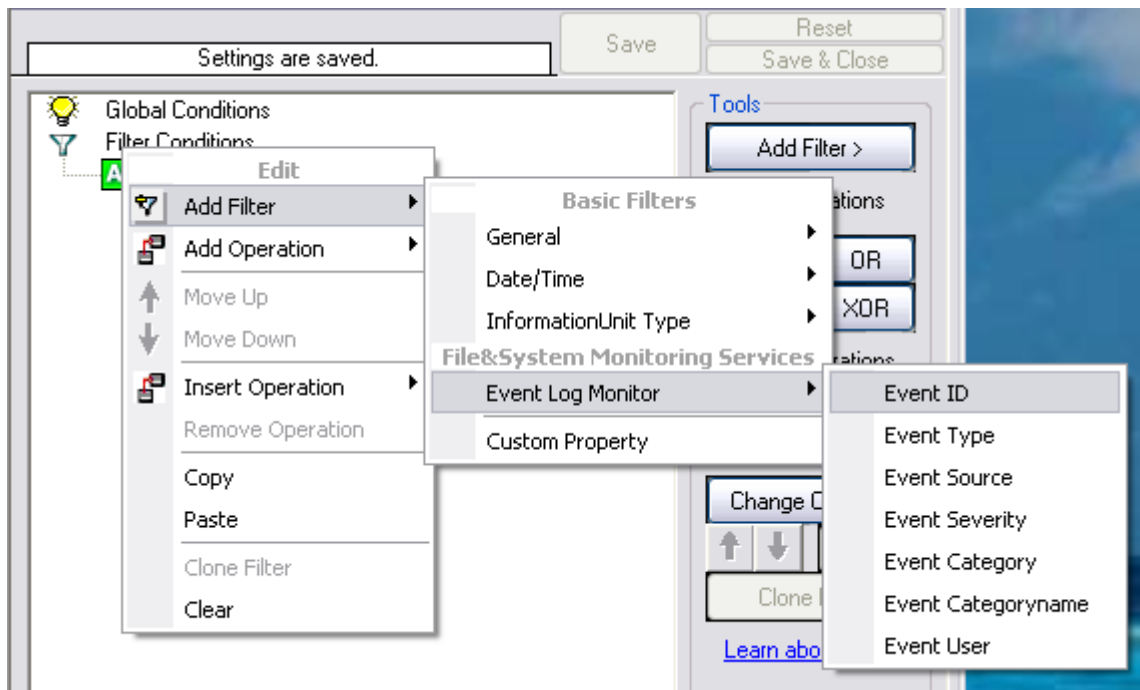 Reset
Save
Settings are saved.
Save & Close
Global Conditions
Filter Conditions
A
Tools
Add Filter >
OR
XOR
Change
Clone
Learn abo
Edit
Add Filter
Add Operation
Move Up
Move Down
Insert Operation
Remove Operation
Copy
Paste
Clone Filter
Clear
Basic Filters
General
Date/Time
InformationUnit Type
File&System Monitoring Services
Event Log Monitor
Custom Property
Event ID
Event Type
Event Source
Event Severity
Event Category
Event Categoryname
Event User